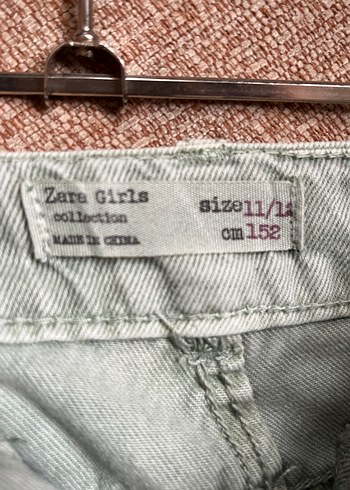 Zara Girls
collection
MADE IN CHINA
size 11/12
cm 152